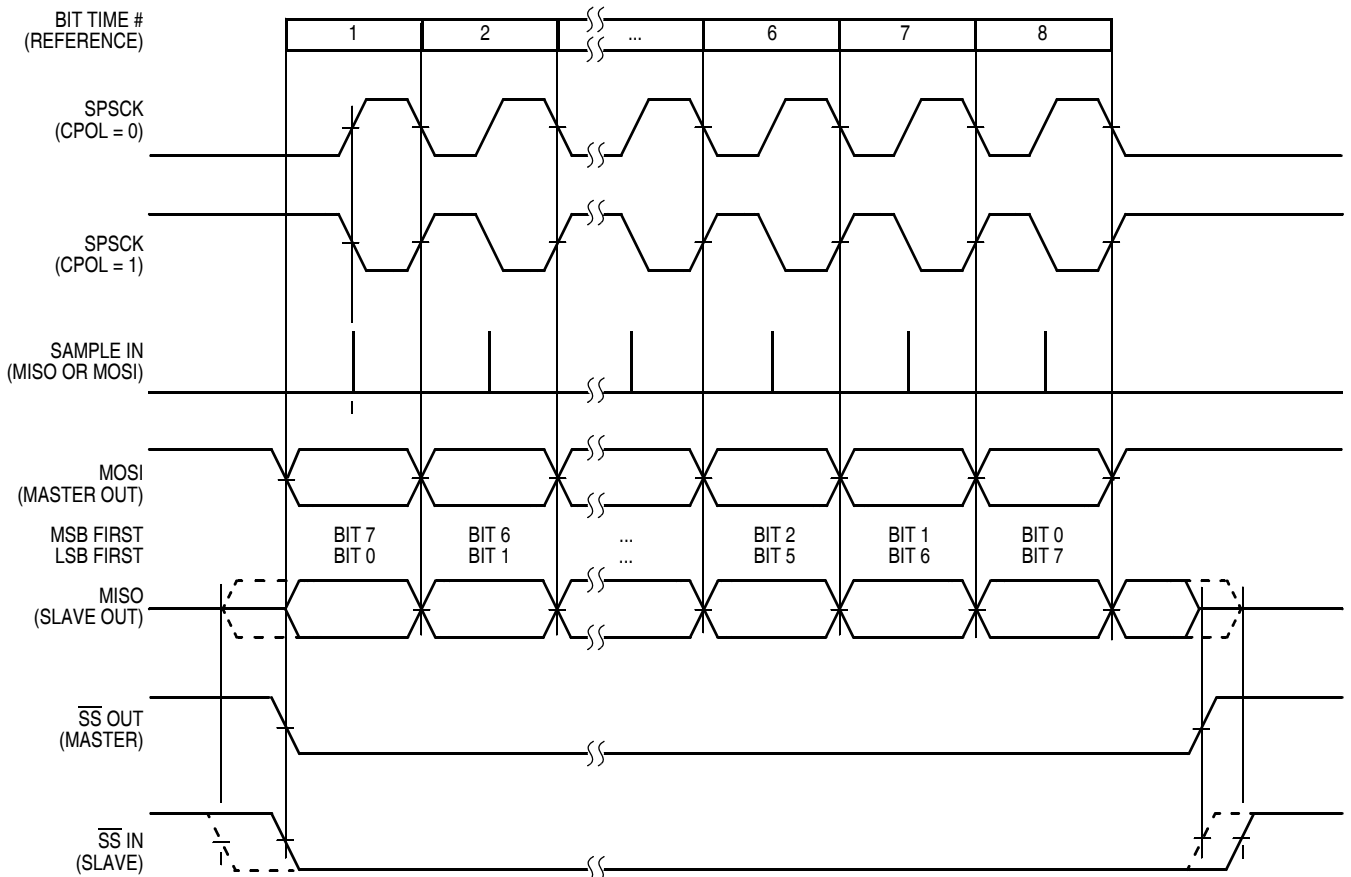 BIT TIME #
(REFERENCE)
1 2 ... 6 7 8
SPSCK
(CPOL = 0)
SPSCK
(CPOL = 1)
SAMPLE IN
(MISO OR MOSI)
MOSI
(MASTER OUT)
MSB FIRST BIT 7 BIT 6 ... BIT 2 BIT 1 BIT 0
LSB FIRST BIT 0 BIT 1 ... BIT 5 BIT 6 BIT 7
MISO
(SLAVE OUT)
S̅S̅ OUT
(MASTER)
S̅S̅ IN
(SLAVE)